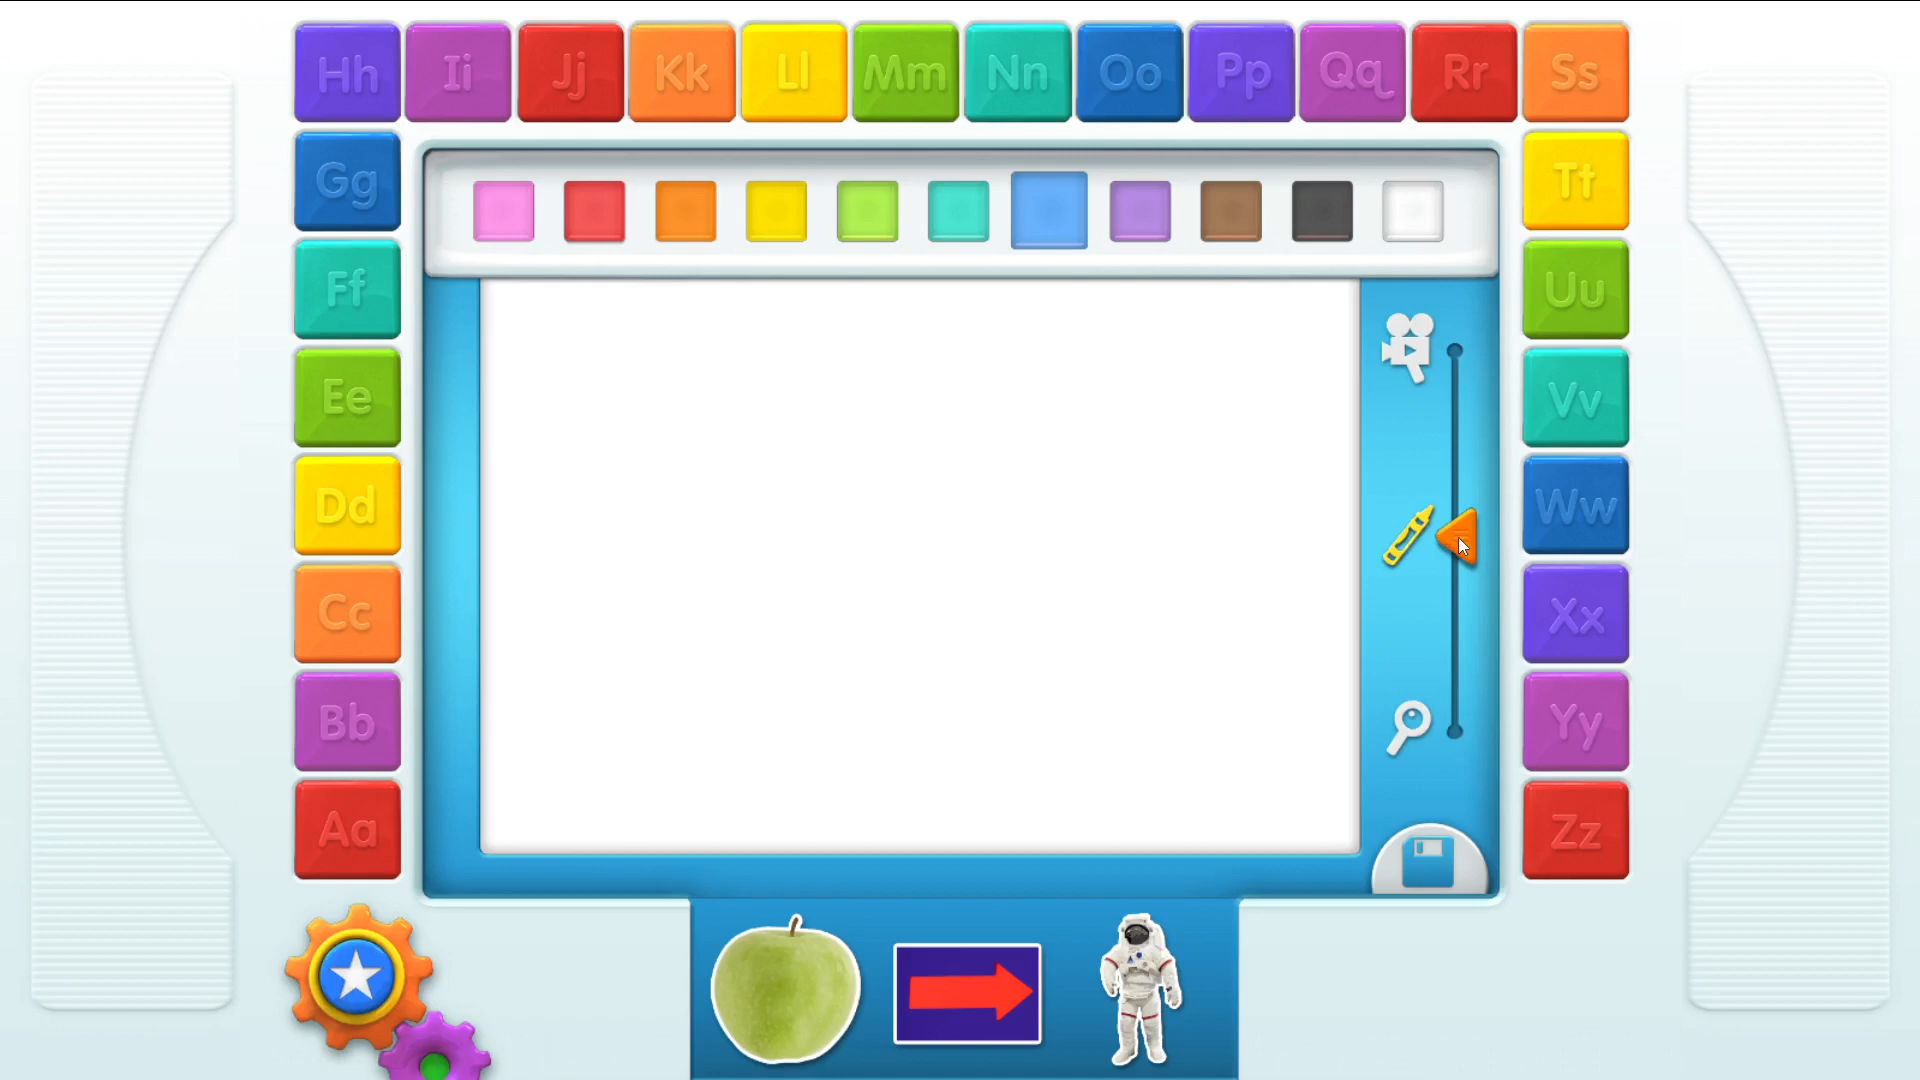 Hh Ii Jj Kk Ll Mm Nn Oo Pp Qq Rr Ss
Gg Tt
Ff Uu
Ee Vv
Dd Ww
Cc Xx
Bb Yy
Aa Zz